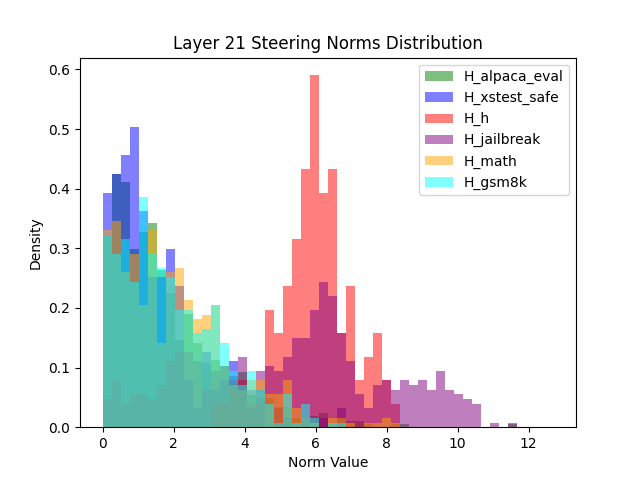 Layer 21 Steering Norms Distribution
H_alpaca_eval
H_xstest_safe
H_h
H_jailbreak
H_math
H_gsm8k
Density
0.6
0.5
0.4
0.3
0.2
0.1
0.0
0 2 4 6 8 10 12
Norm Value